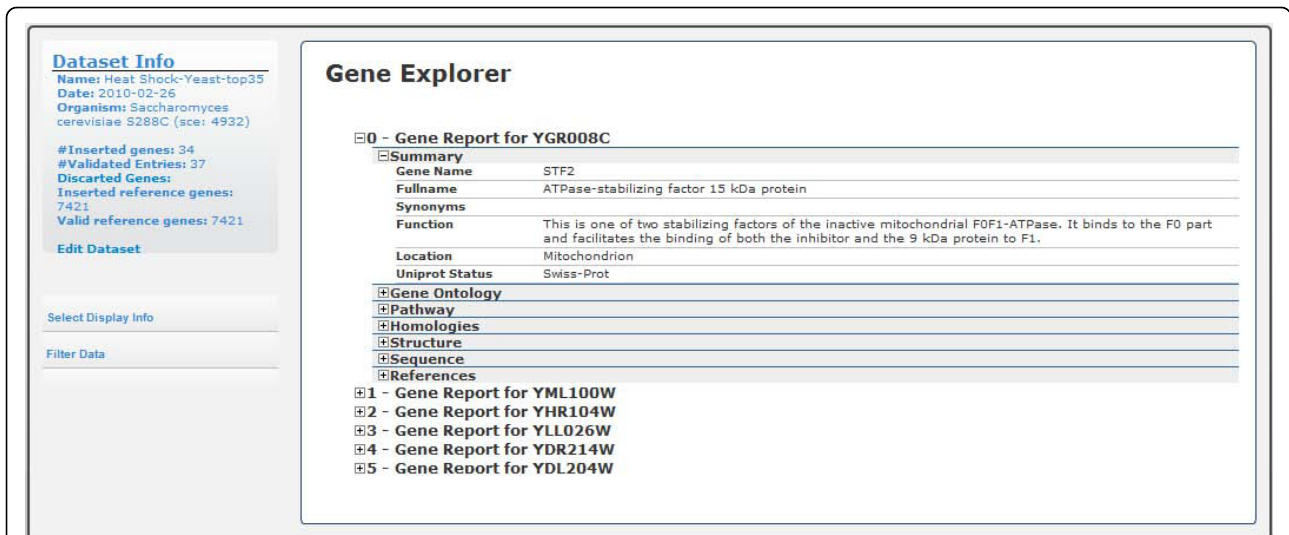 Dataset Info
Name: Heat Shock-Yeast-top35
Date: 2010-02-26
Organism: Saccharomyces
cerevisiae S288C (sce: 4932)
#Inserted genes: 34
#Validated Entries: 37
Discarted Genes:
Inserted reference genes:
7421
Valid reference genes: 7421
Edit Dataset
Select Display Info
Filter Data
Gene Explorer
0 - Gene Report for YGR008C
Summary
Gene Name STF2
Fullname ATPase-stabilizing factor 15 kDa protein
Synonyms
Function This is one of two stabilizing factors of the inactive mitochondrial F0F1-ATPase. It binds to the F0 part
and facilitates the binding of both the inhibitor and the 9 kDa protein to F1.
Location Mitochondrion
Uniprot Status Swiss-Prot
Gene Ontology
Pathway
Homologies
Structure
Sequence
References
1 - Gene Report for YML100W
2 - Gene Report for YHR104W
3 - Gene Report for YLL026W
4 - Gene Report for YDR214W
5 - Gene Report for YDL204W